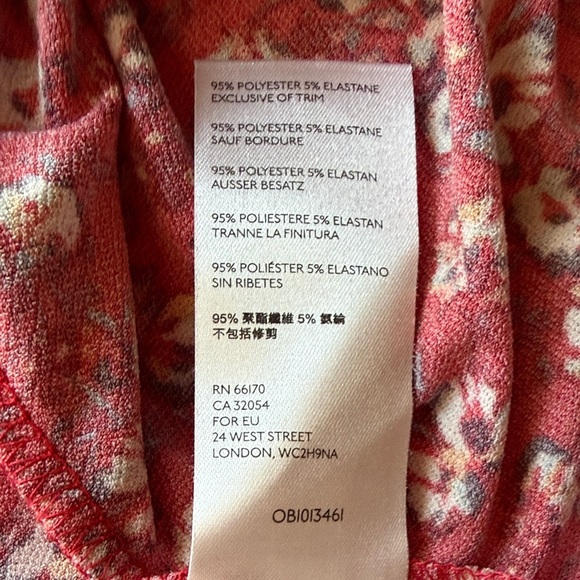 95% POLYESTER 5% ELASTANE
EXCLUSIVE OF TRIM
95% POLYESTER 5% ELASTANE
SAUF BORDURE
95% POLYESTER 5% ELASTAN
AUSSER BESATZ
95% POLIESTERE 5% ELASTAN
TRANNE LA FINITURA
95% POLIÉSTER 5% ELASTANO
SIN RIBETES
95% 聚酯纖維 5% 氨綸
不包括修剪
RN 66170
CA 32054
FOR EU
24 WEST STREET
LONDON, WC2H9NA
OB1013461